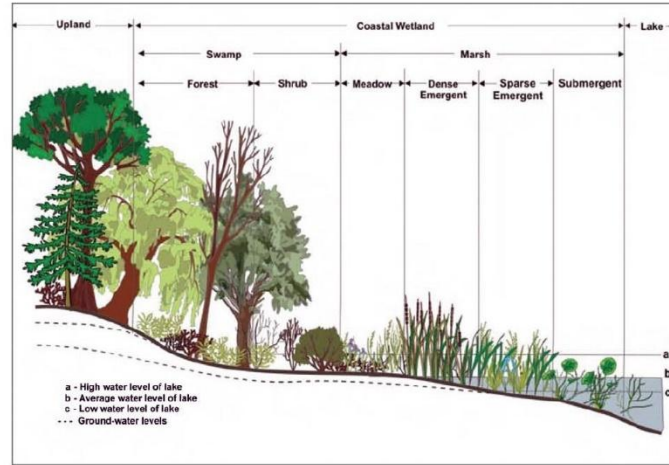 Upland
Coastal Wetland
Lake
Swamp
Marsh
Forest
Shrub
Meadow
Dense
Emergent
Sparse
Emergent
Submergent
a
b
c
a - High water level of lake
b - Average water level of lake
c - Low water level of lake
--- Ground-water levels